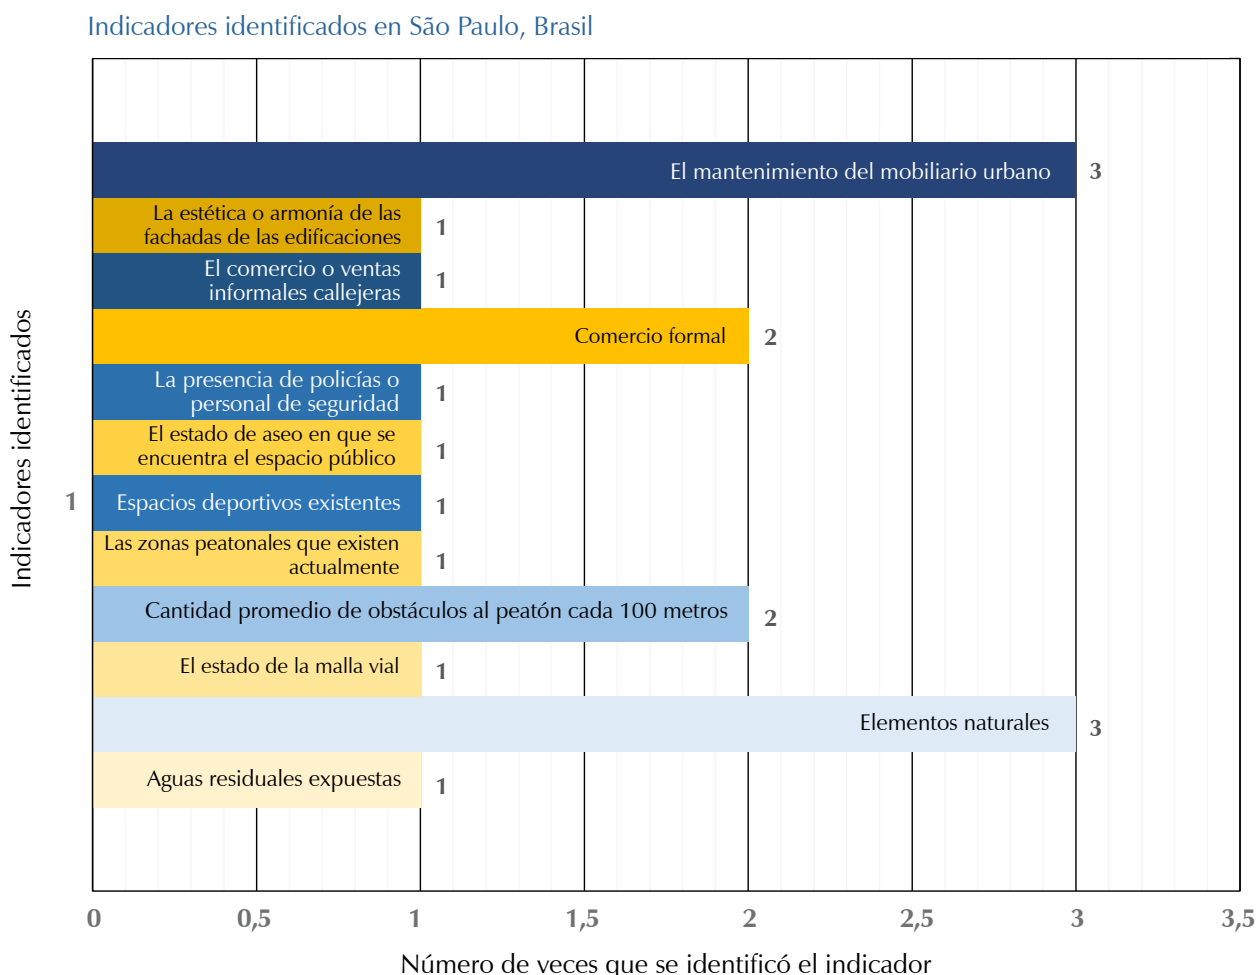 Indicadores identificados en São Paulo, Brasil
El mantenimiento del mobiliario urbano
3
La estética o armonía de las
fachadas de las edificaciones
1
El comercio o ventas
informales callejeras
1
Comercio formal
2
La presencia de policías o
personal de seguridad
1
El estado de aseo en que se
encuentra el espacio público
1
Indicadores identificados
1
Espacios deportivos existentes
1
Las zonas peatonales que existen
actualmente
1
Cantidad promedio de obstáculos al peatón cada 100 metros
2
El estado de la malla vial
1
Elementos naturales
3
Aguas residuales expuestas
1
0 0,5 1 1,5 2 2,5 3 3,5
Número de veces que se identificó el indicador